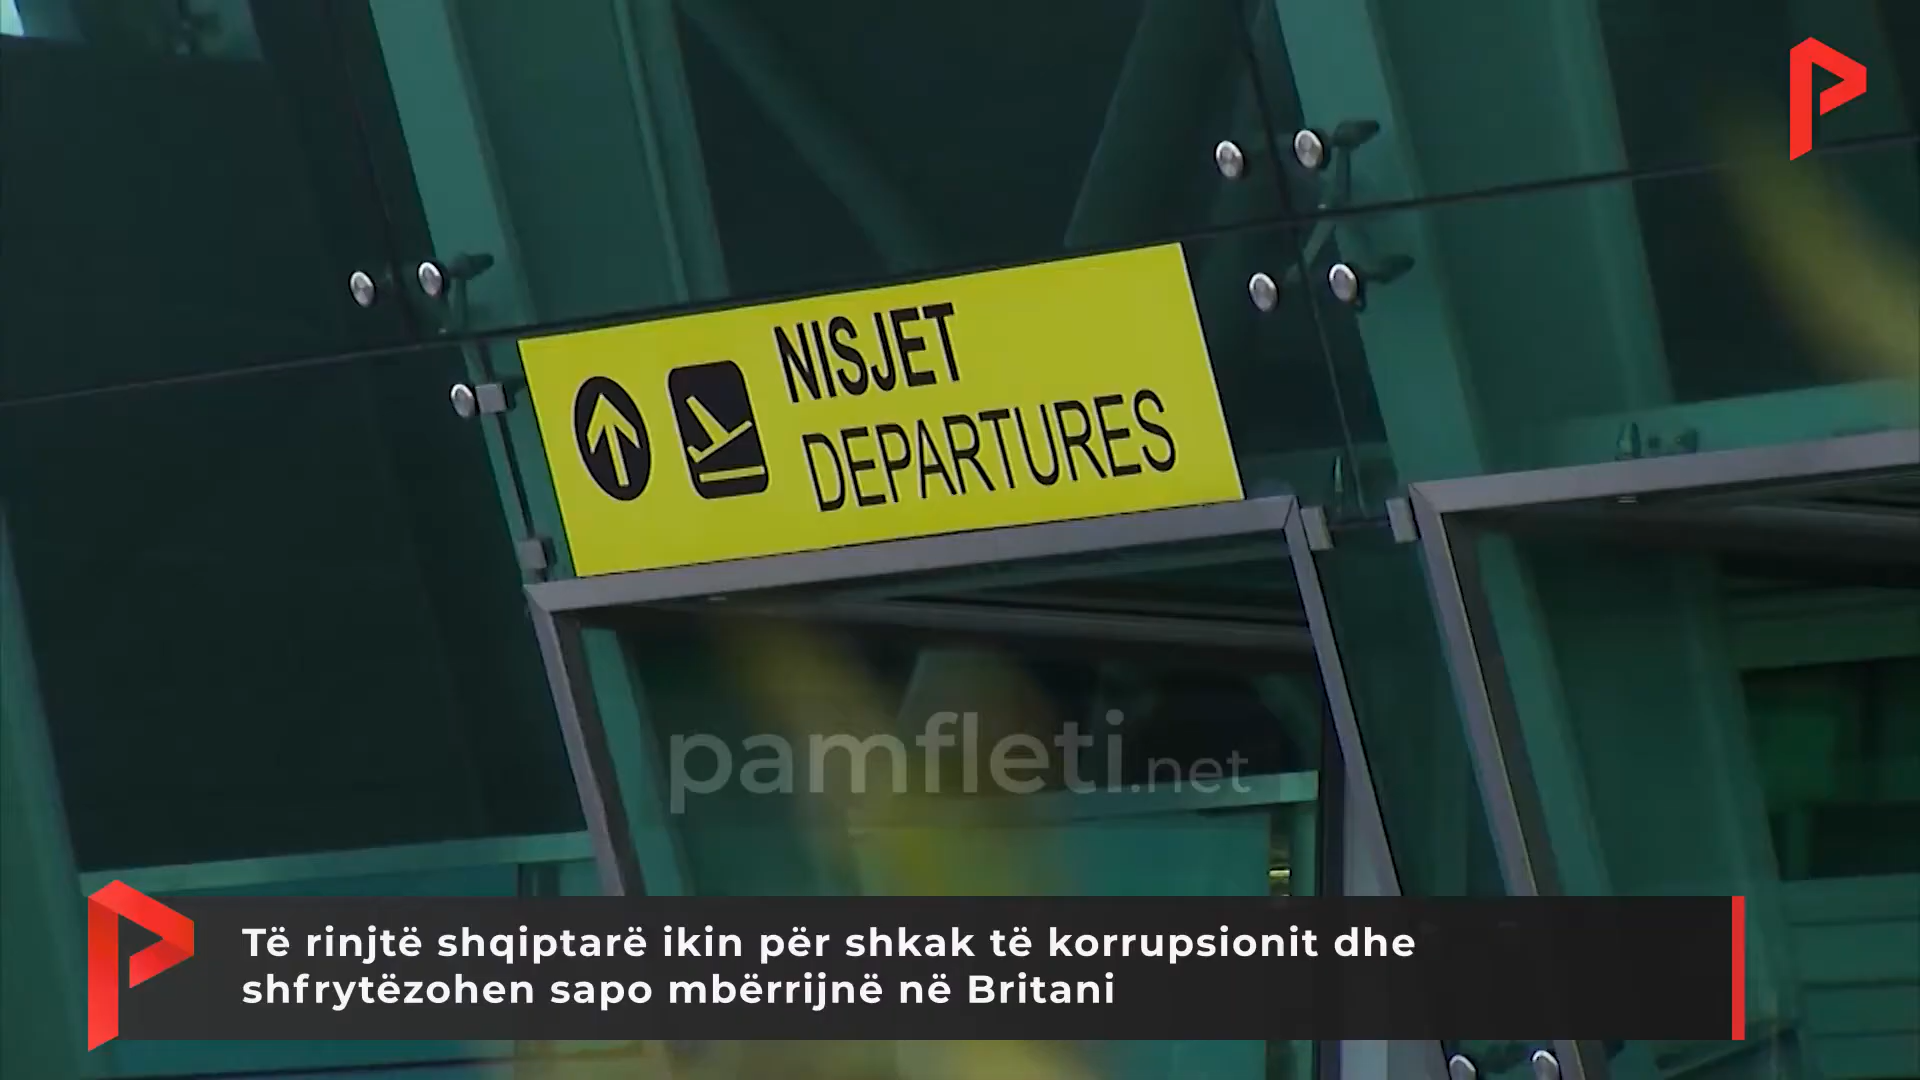 NISJET
DEPARTURES
pamfleti.net
Të rinjtë shqiptarë ikin për shkak të korrupsionit dhe
shfrytëzohen sapo mbërrijnë në Britani